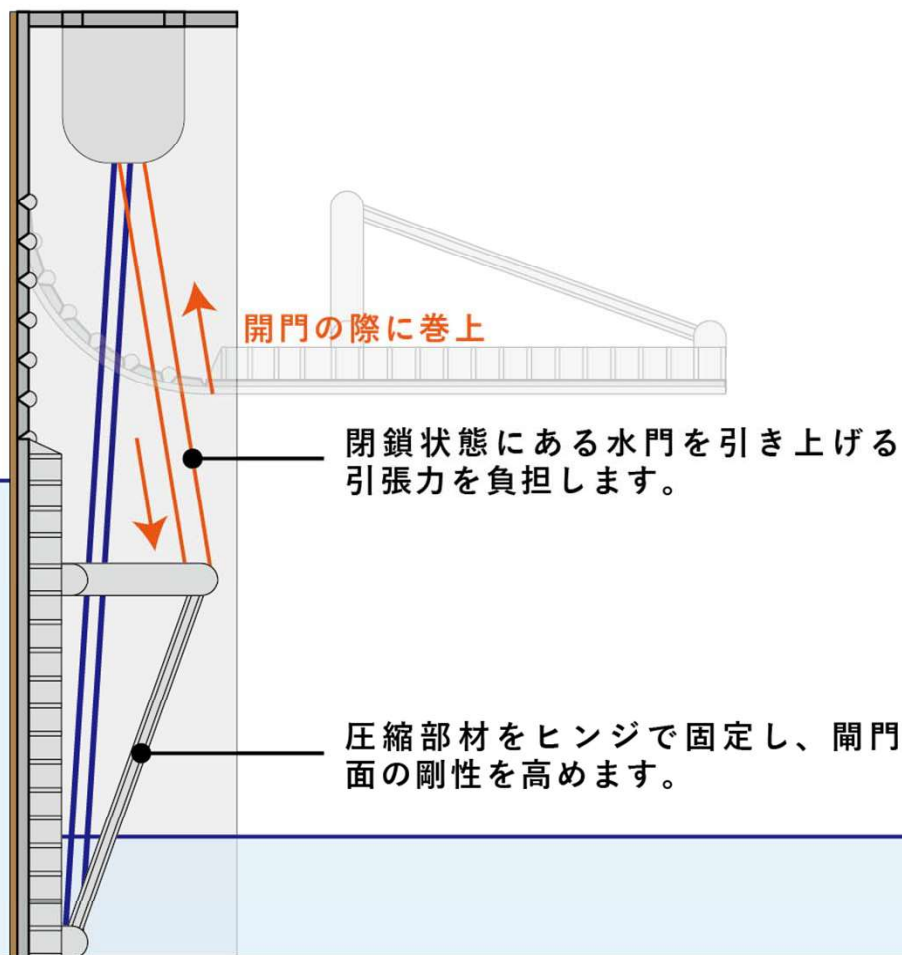 開門の際に巻上
閉鎖状態にある水門を引き上げる
引張力を負担します。
圧縮部材をヒンジで固定し、閘門
面の剛性を高めます。